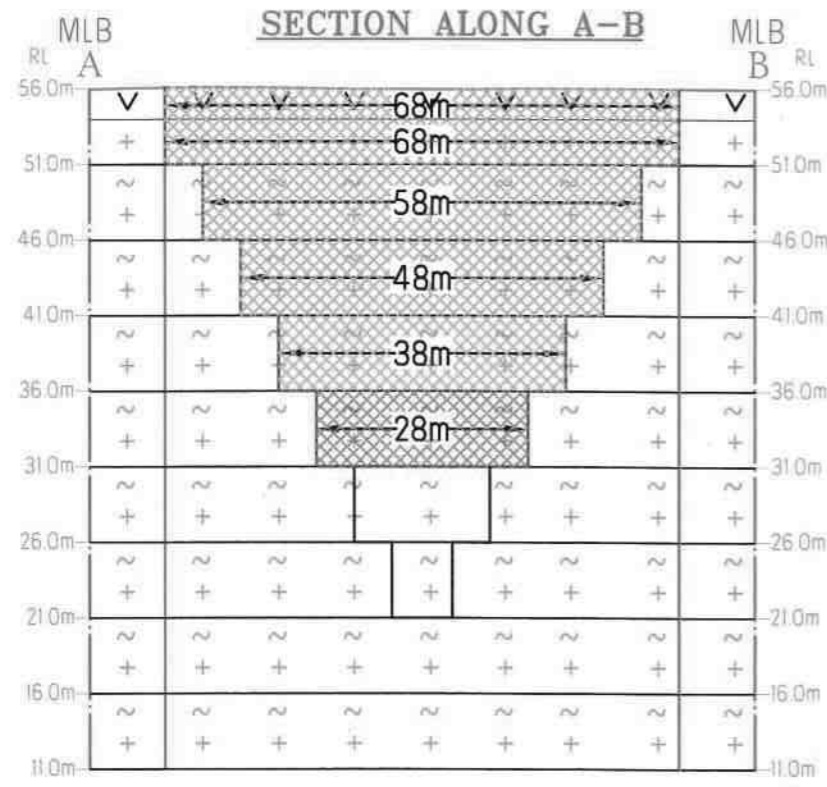 SECTION ALONG A-B
MLB MLB
RL A B RL
56.0m 56.0m
68m
68m
51.0m 51.0m
58m
46.0m 46.0m
48m
41.0m 41.0m
38m
36.0m 36.0m
28m
31.0m 31.0m
26.0m 26.0m
21.0m 21.0m
16.0m 16.0m
11.0m 11.0m